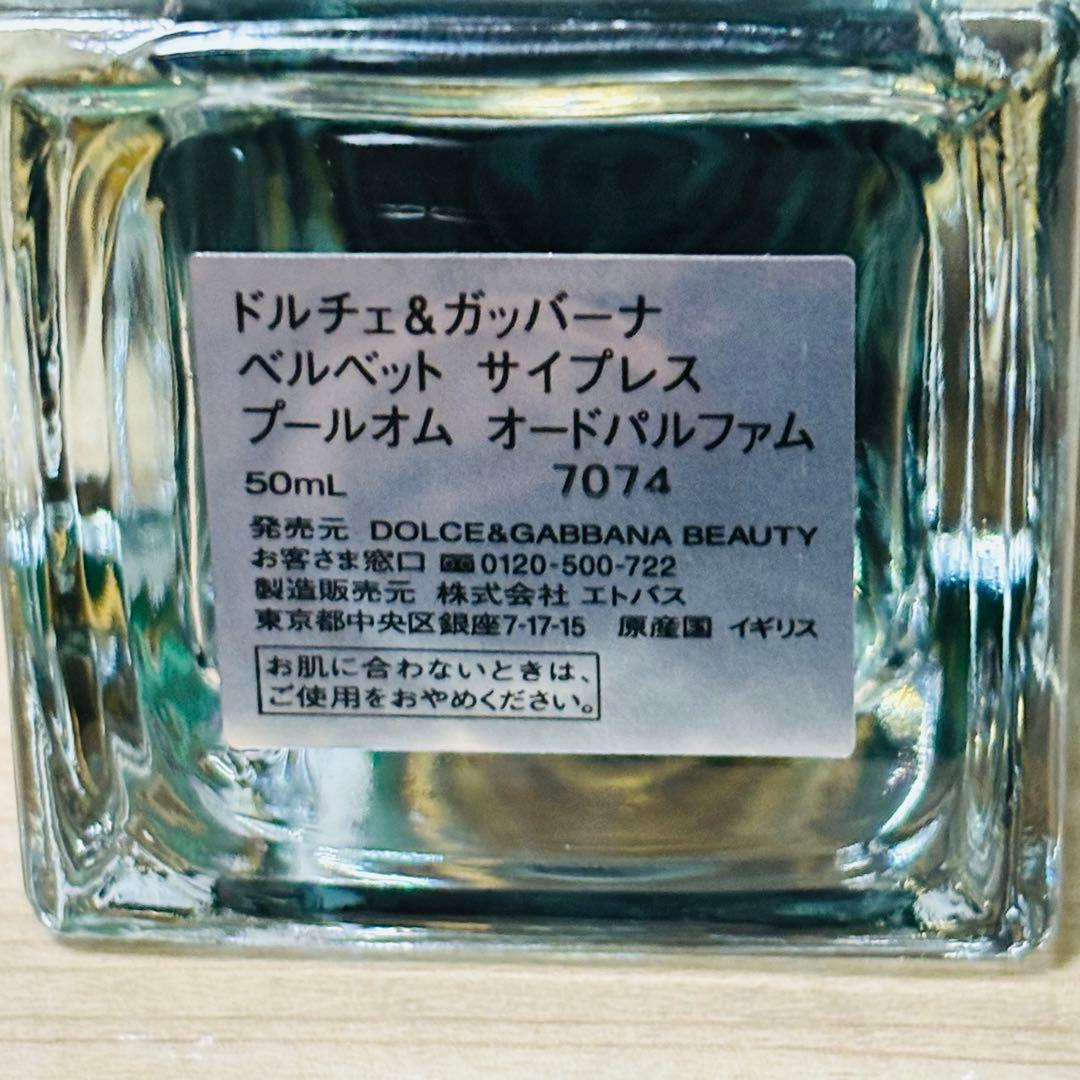 ドルチェ&ガッバーナ
ベルベット サイプレス
プールオム オードパルファム
50mL 7074
発売元 DOLCE&GABBANA BEAUTY
お客さま窓口 0120-500-722
製造販売元 株式会社 エトバス
東京都中央区銀座7-17-15 原産国 イギリス
お肌に合わないときは、
ご使用をおやめください。